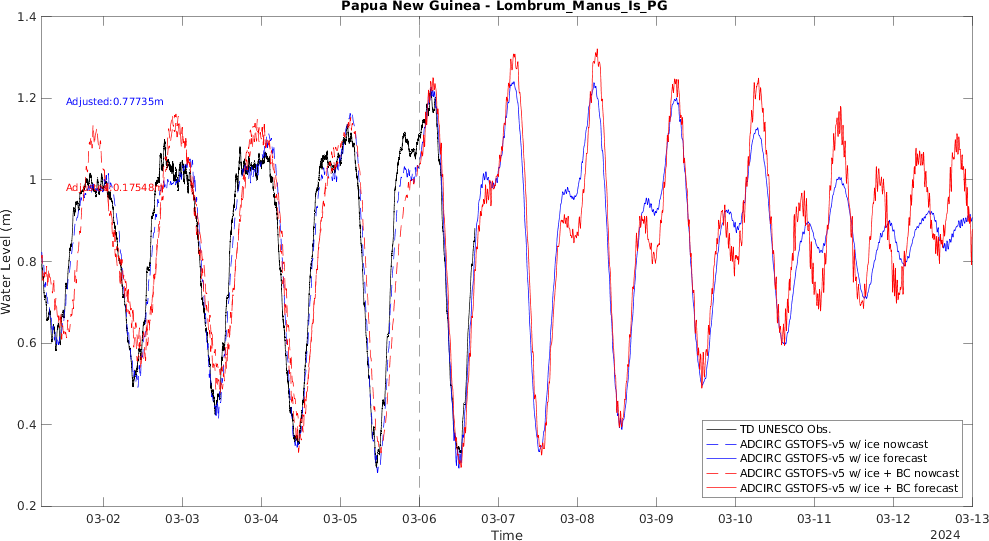 Papua New Guinea - Lombrum_Manus_Is_PG
1.4
1.2
1
0.8
0.6
0.4
0.2
Water Level (m)
Adjusted:0.77735m
Adjusted:0.17548m
TD UNESCO Obs.
ADCIRC GSTOFS-v5 w/ ice nowcast
ADCIRC GSTOFS-v5 w/ ice forecast
ADCIRC GSTOFS-v5 w/ ice + BC nowcast
ADCIRC GSTOFS-v5 w/ ice + BC forecast
03-02 03-03 03-04 03-05 03-06 03-07 03-08 03-09 03-10 03-11 03-12 03-13
Time
2024